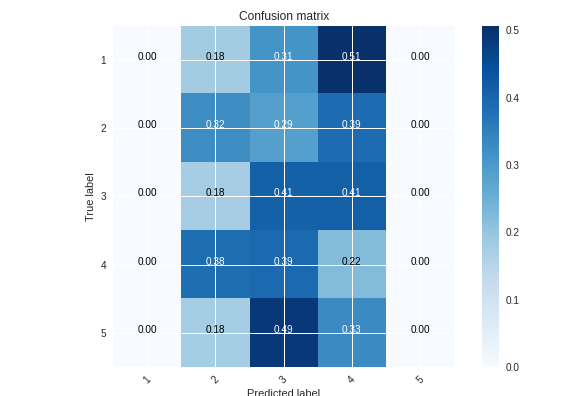 Confusion matrix
1 0.00 0.18 0.31 0.51 0.00
2 0.00 0.32 0.29 0.39 0.00
3 0.00 0.18 0.41 0.41 0.00
4 0.00 0.38 0.39 0.22 0.00
5 0.00 0.18 0.49 0.33 0.00
1 2 3 4 5
True label
Predicted label
0.5
0.4
0.3
0.2
0.1
0.0